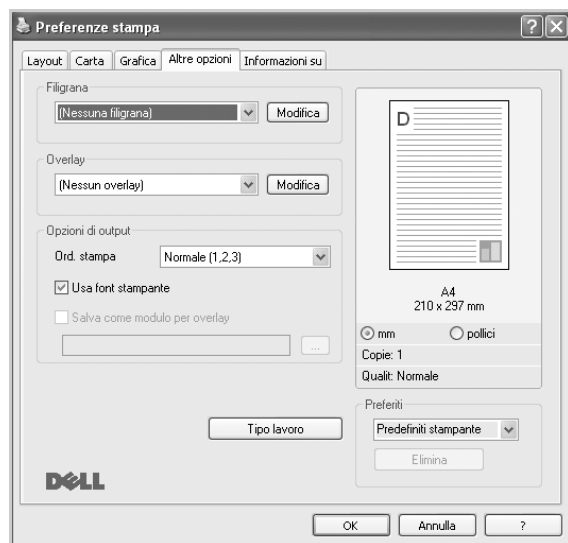 Preferenze stampa
Layout Carta Grafica Altre opzioni Informazioni su
Filigrana
(Nessuna filigrana) Modifica
Overlay
(Nessun overlay) Modifica
Opzioni di output
Ord. stampa Normale (1,2,3)
Usa font stampante
Salva come modulo per overlay
...
D
A4
210 x 297 mm
mm pollici
Copie: 1
Qualit: Normale
Preferiti
Predefiniti stampante
Elimina
Tipo lavoro
DELL
OK Annulla ?